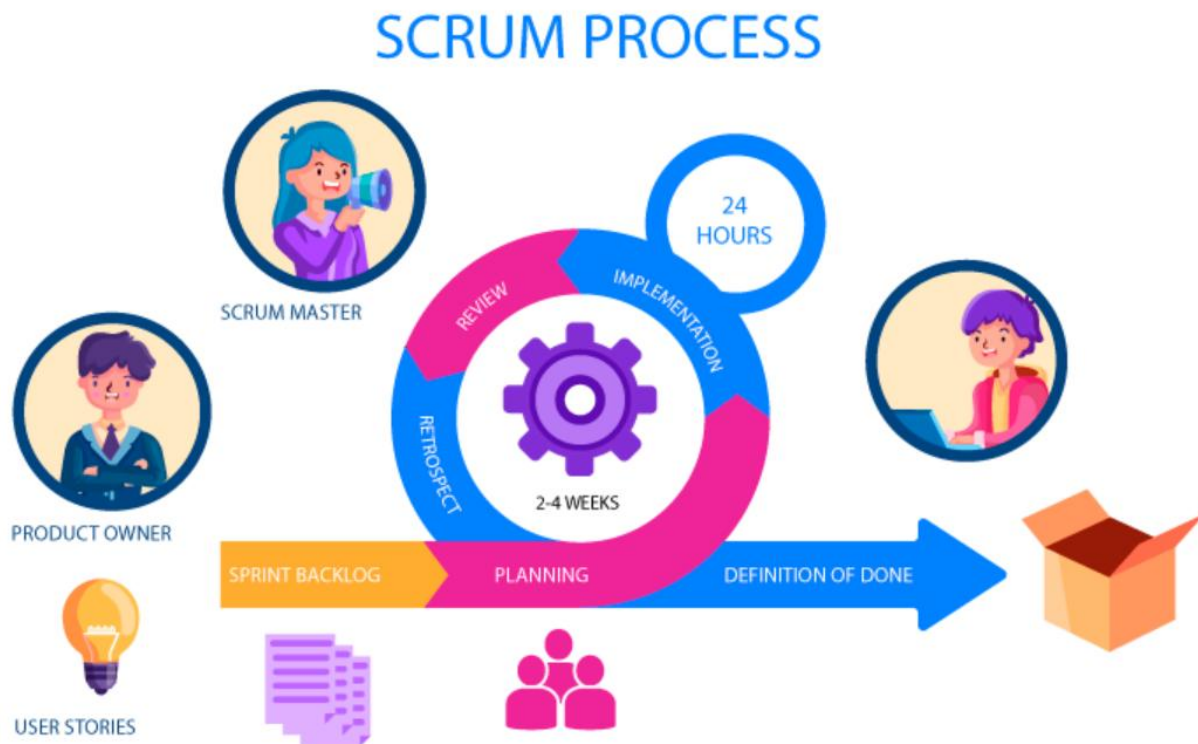 SCRUM PROCESS
24
HOURS
SCRUM MASTER
REVIEW
IMPLEMENTATION
RETROSPECT
2-4 WEEKS
PRODUCT OWNER
SPRINT BACKLOG
PLANNING
DEFINITION OF DONE
USER STORIES